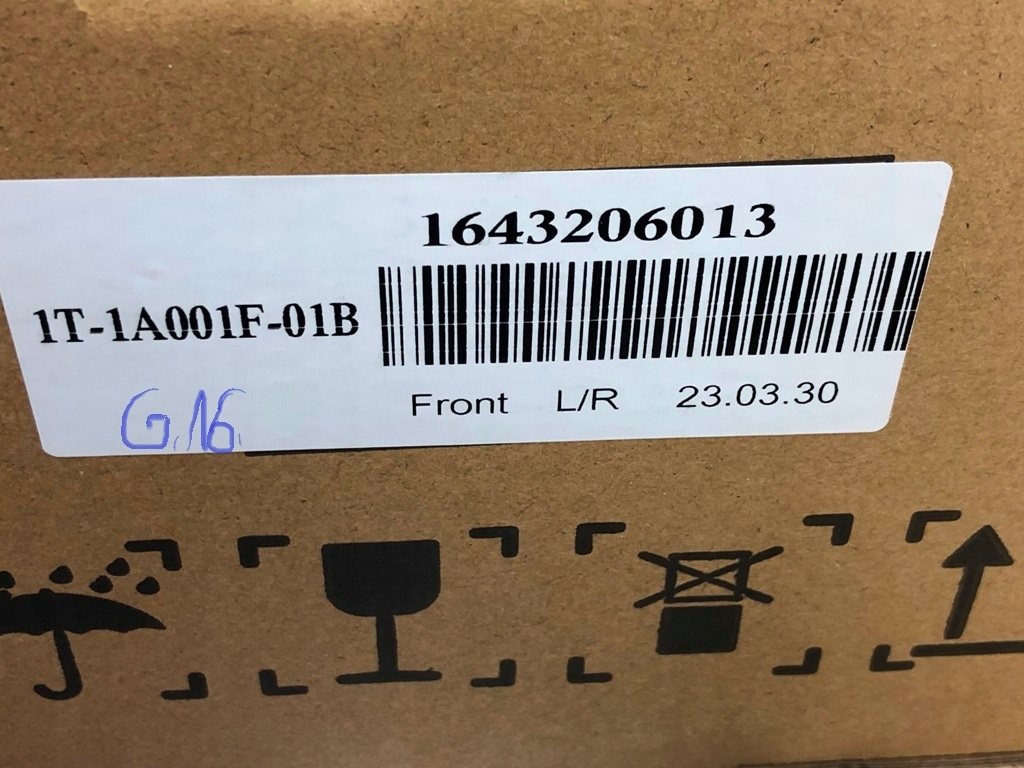 1643206013
1T-1A001F-01B
Front L/R 23.03.30
G.16.